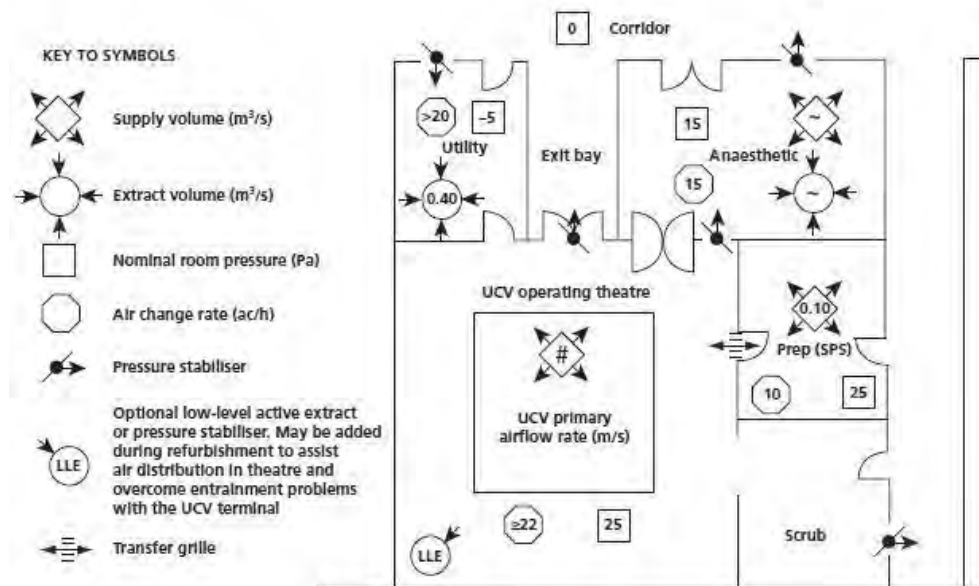 KEY TO SYMBOLS
Supply volume (m³/s)
Extract volume (m³/s)
Nominal room pressure (Pa)
Air change rate (ac/h)
Pressure stabiliser
Optional low-level active extract
or pressure stabiliser. May be added
during refurbishment to assist
air distribution in theatre and
overcome entrainment problems
with the UCV terminal
LLE
Transfer grille
0
Corridor
>20
–5
Utility
0.40
Exit bay
15
Anaesthetic
15
~
~
UCV operating theatre
#
UCV primary
airflow rate (m/s)
≥22
25
LLE
0.10
Prep (SPS)
10
25
Scrub